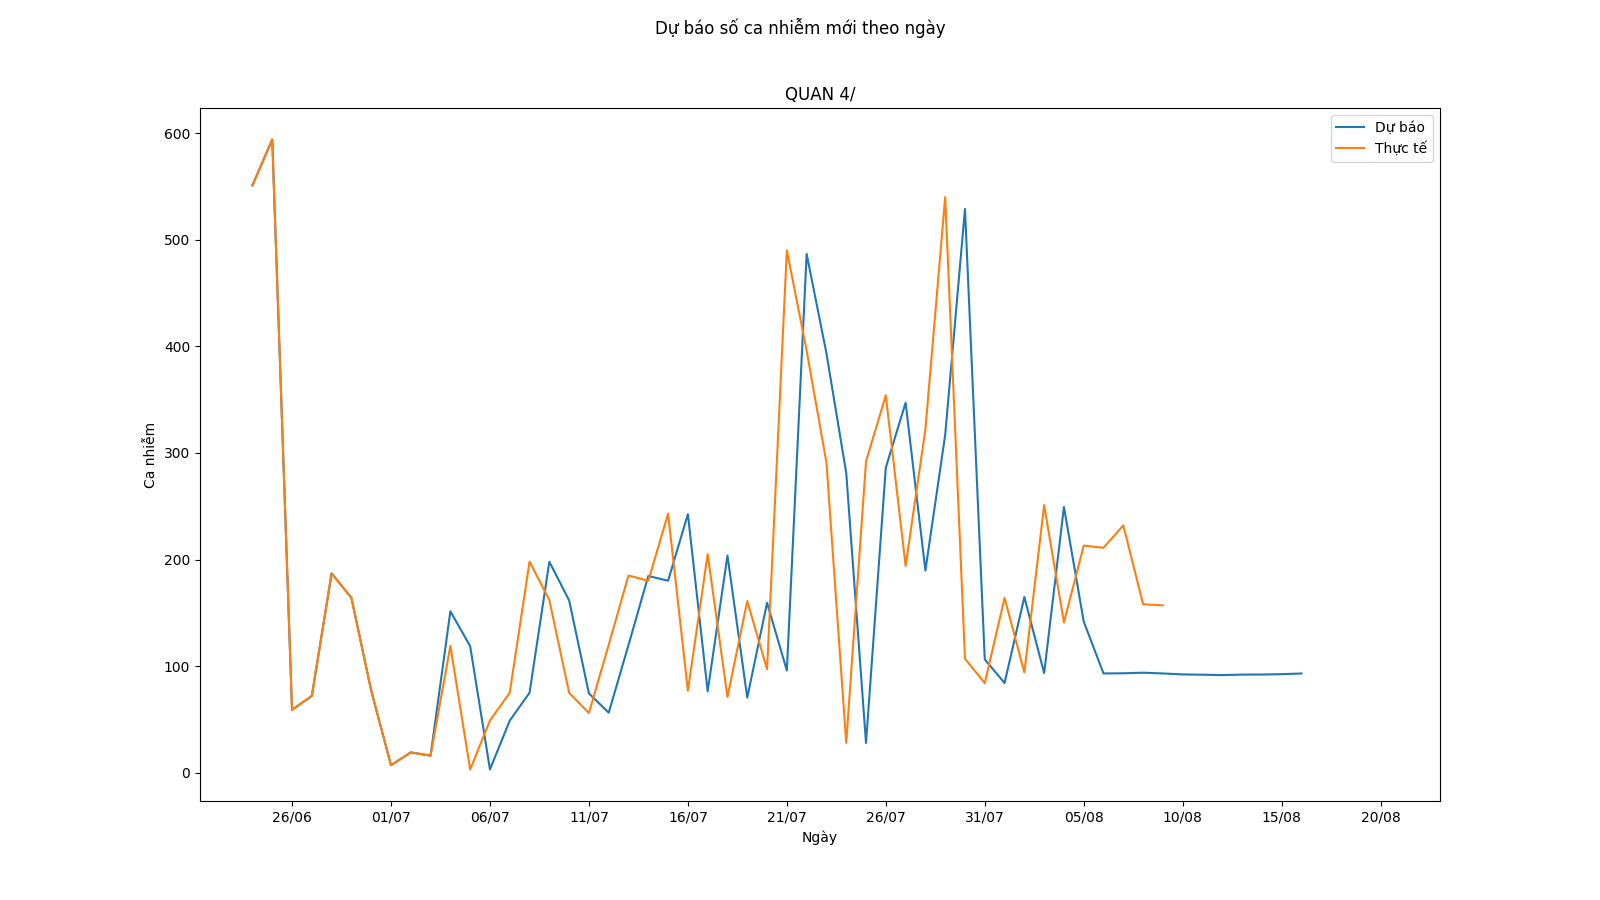 Dự báo số ca nhiễm mới theo ngày
QUAN 4/
Dự báo
Thực tế
600
500
400
300
200
100
0
Ca nhiễm
26/06 01/07 06/07 11/07 16/07 21/07 26/07 31/07 05/08 10/08 15/08 20/08
Ngày